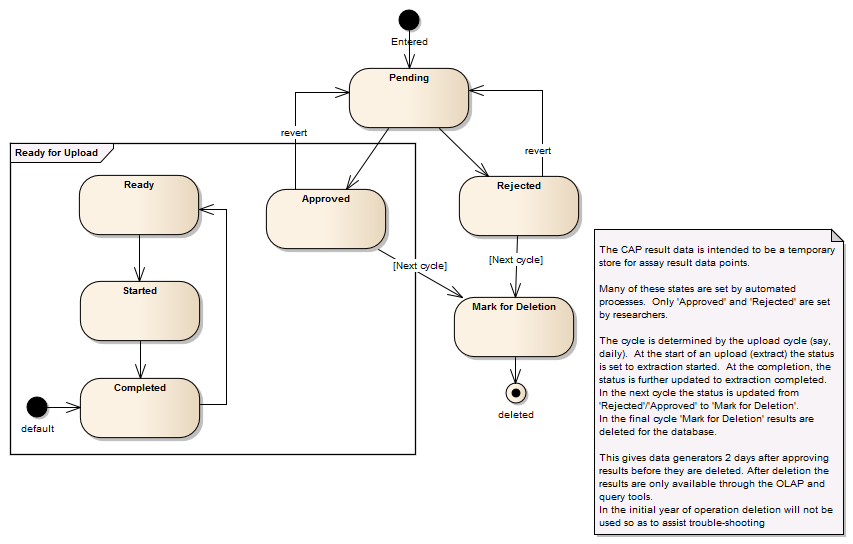 Entered
Pending
revert
revert
Ready for Upload
Ready
Approved
Rejected
[Next cycle]
[Next cycle]
Started
Mark for Deletion
Completed
default
deleted
The CAP result data is intended to be a temporary
store for assay result data points.
Many of these states are set by automated
processes.  Only 'Approved' and 'Rejected' are set
by researchers.
The cycle is determined by the upload cycle (say,
daily).  At the start of an upload (extract) the status
is set to extraction started.  At the completion, the
status is further updated to extraction completed.
In the next cycle the status is updated from
'Rejected'/'Approved' to 'Mark for Deletion'.
In the final cycle 'Mark for Deletion' results are
deleted for the database.
This gives data generators 2 days after approving
results before they are deleted. After deletion the
results are only available through the OLAP and
query tools.
In the initial year of operation deletion will not be
used so as to assist trouble-shooting